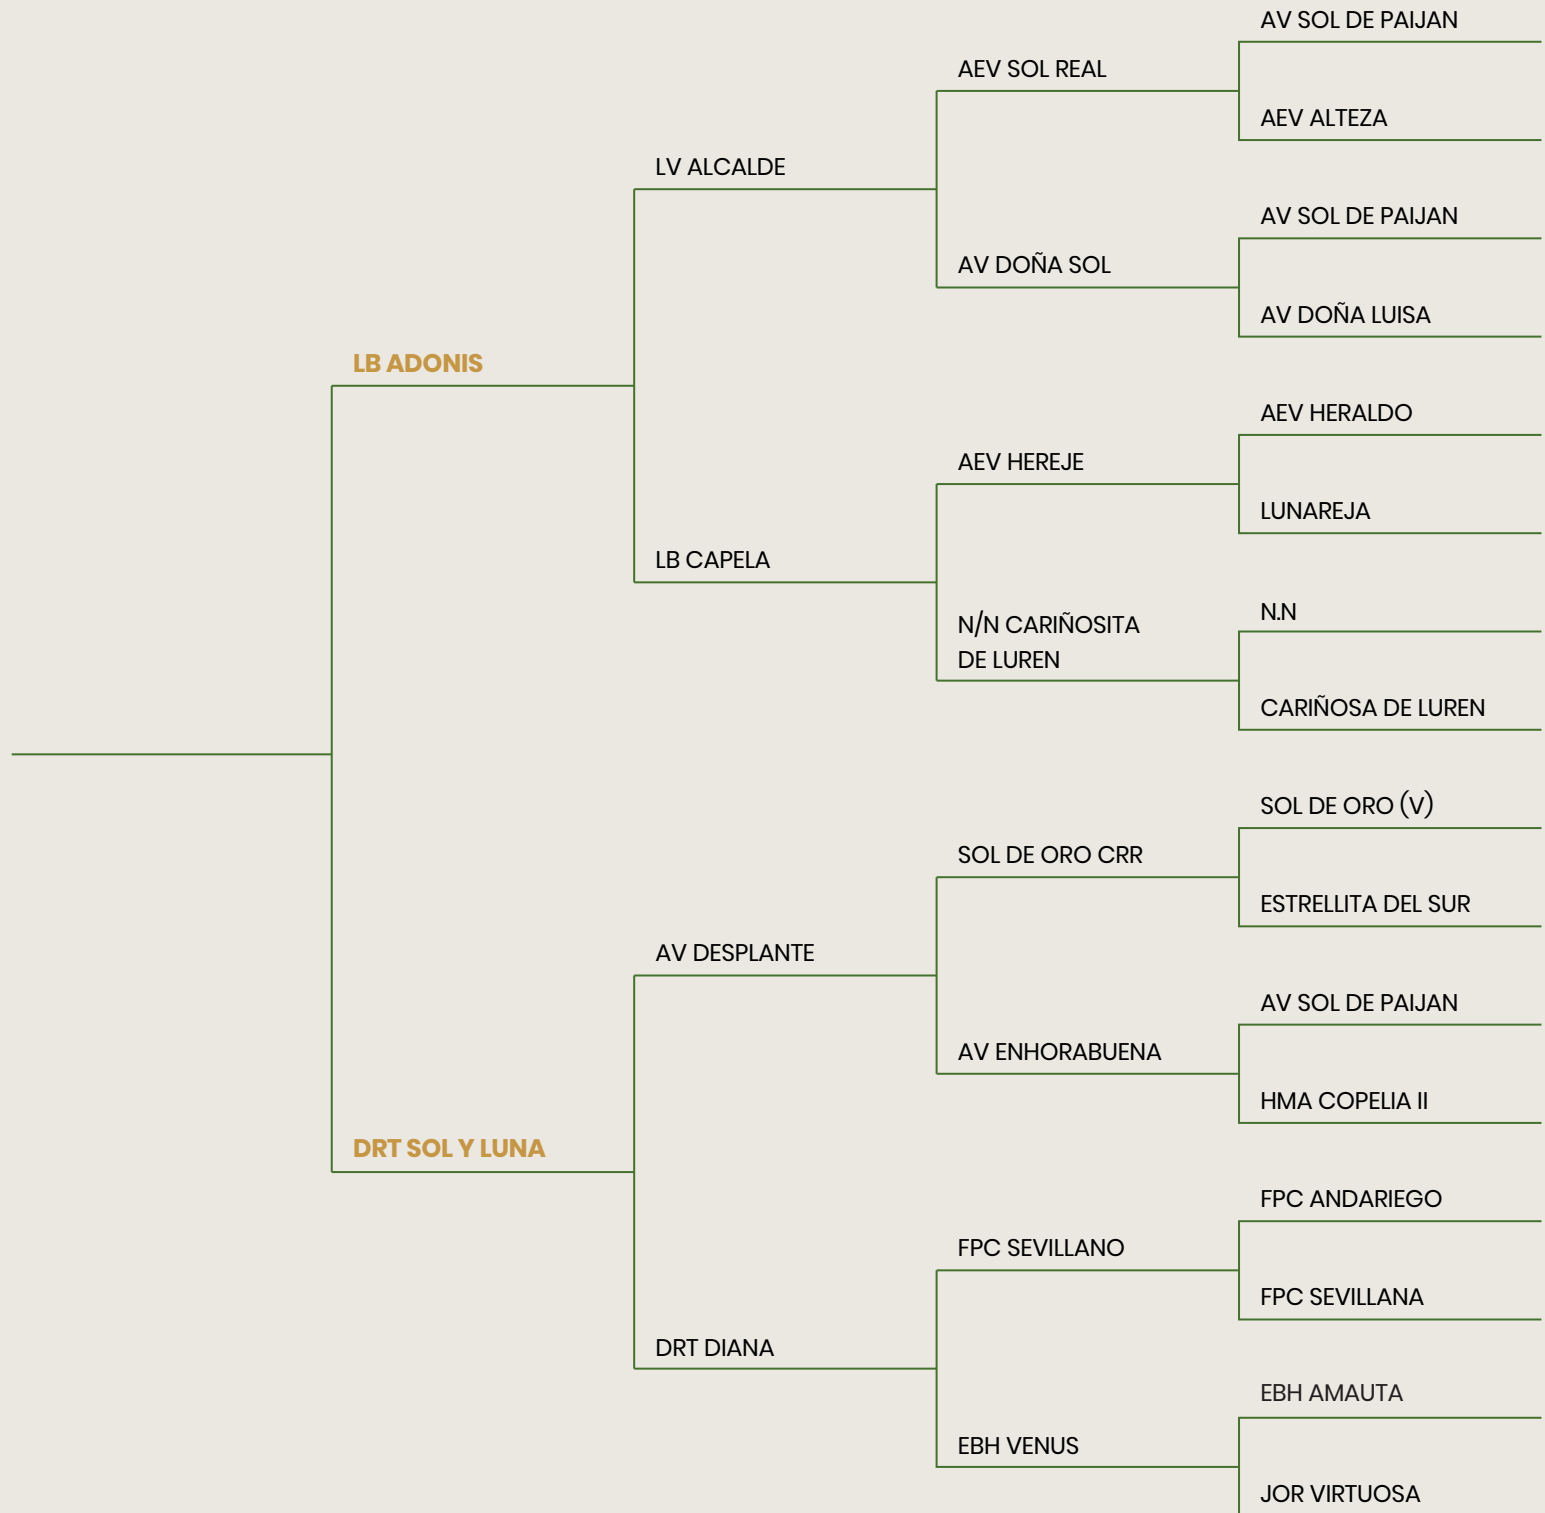 AV SOL DE PAIJAN
AEV SOL REAL
AEV ALTEZA
LV ALCALDE
AV SOL DE PAIJAN
AV DOÑA SOL
AV DOÑA LUISA
LB ADONIS
AEV HERALDO
AEV HEREJE
LUNAREJA
LB CAPELA
N.N
N/N CARIÑOSITA
DE LUREN
CARIÑOSA DE LUREN
SOL DE ORO (V)
SOL DE ORO CRR
ESTRELLITA DEL SUR
AV DESPLANTE
AV SOL DE PAIJAN
AV ENHORABUENA
HMA COPELIA II
DRT SOL Y LUNA
FPC ANDARIEGO
FPC SEVILLANO
FPC SEVILLANA
DRT DIANA
EBH AMAUTA
EBH VENUS
JOR VIRTUOSA